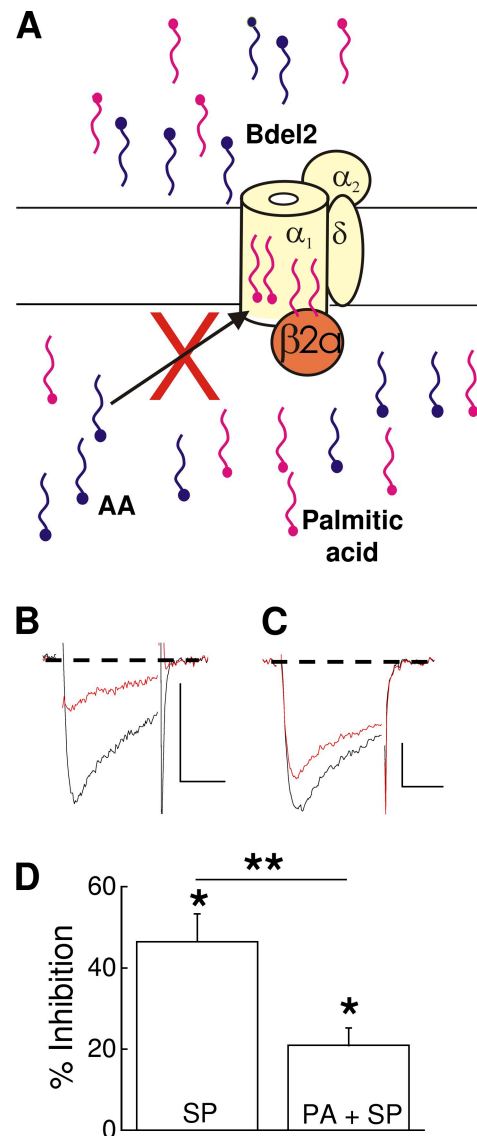 A
Bdel2
α2
α1 δ
β2a
AA
Palmitic
acid
B
C
D
**
60
*
40
*
20
0
% Inhibition
SP
PA + SP